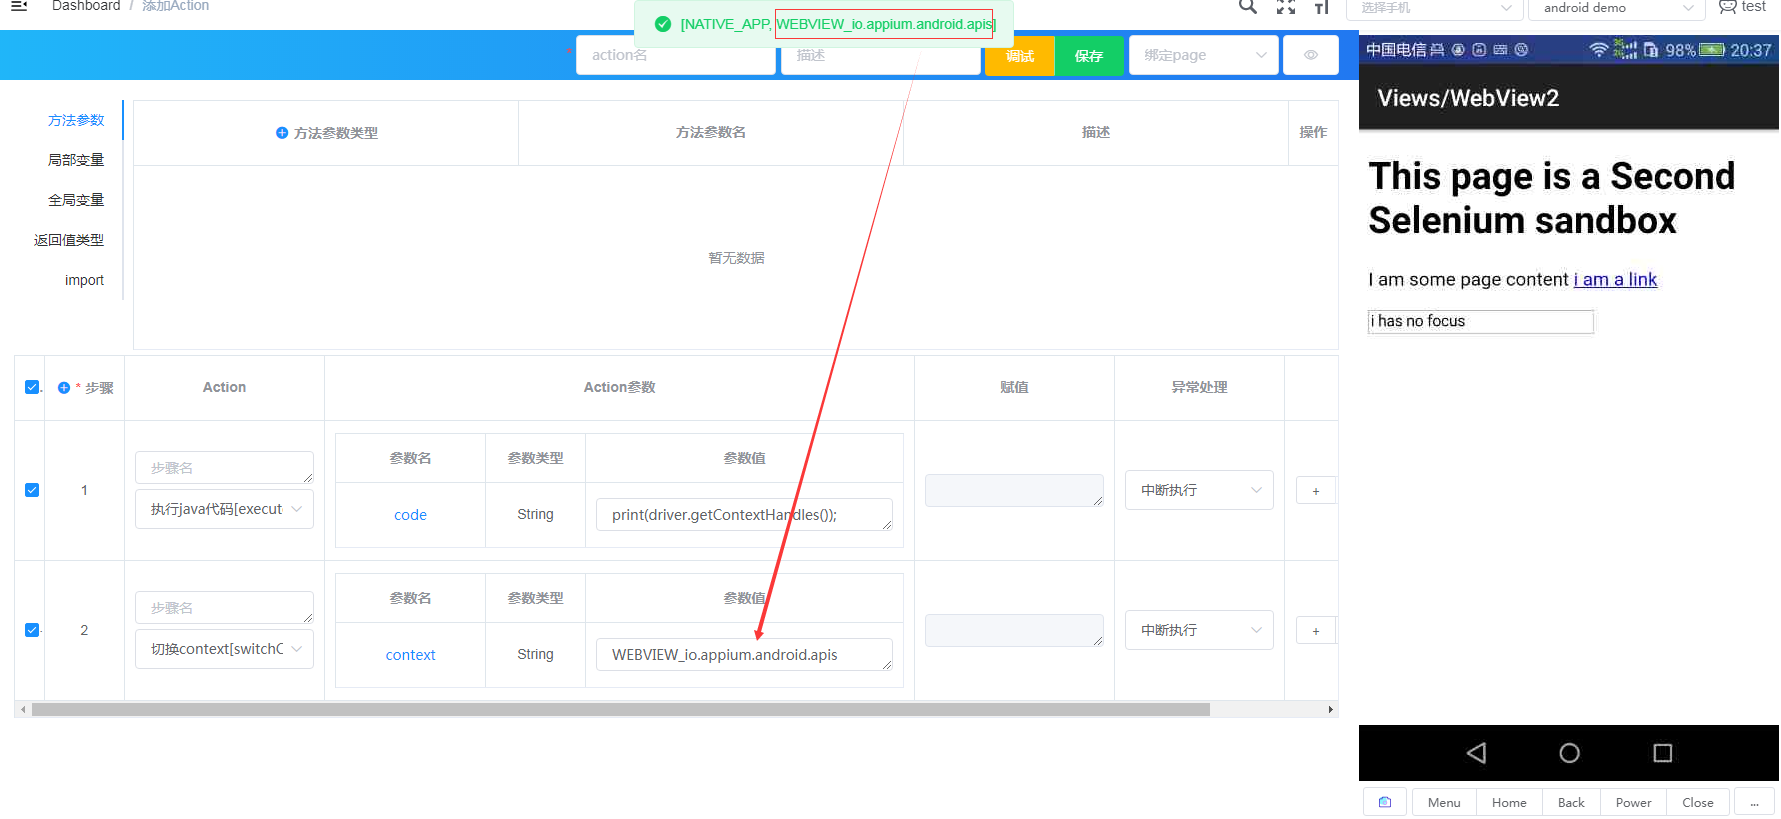 Dashboard / 添加Action
[NATIVE_APP, WEBVIEW_io.appium.android.apis]
选择手机
android demo
test
* action名
描述
调试
保存
绑定page
方法参数
局部变量
全局变量
返回值类型
import
方法参数类型
方法参数名
描述
操作
暂无数据
* 步骤
Action
Action参数
赋值
异常处理
1
步骤名
执行java代码[execut
参数名
参数类型
参数值
code
String
print(driver.getContextHandles());
中断执行
+
2
步骤名
切换context[switchC
参数名
参数类型
参数值
context
String
WEBVIEW_io.appium.android.apis
中断执行
+
中国电信
98%
20:37
Views/WebView2
This page is a Second
Selenium sandbox
I am some page content i am a link
i has no focus
Menu
Home
Back
Power
Close
...